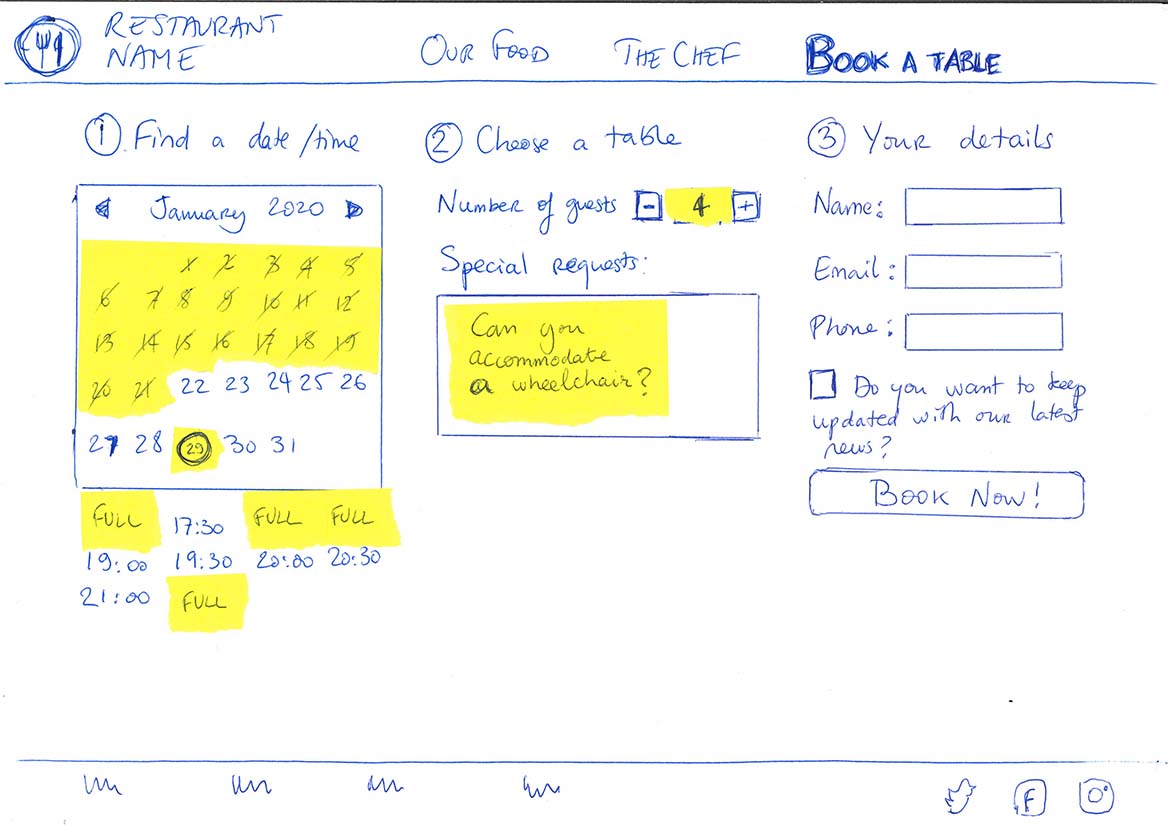 RESTAURANT
NAME
OUR FOOD
THE CHEF
BOOK A TABLE
1 Find a date/time
January 2020
1 2 3 4 5
6 7 8 9 10 11 12
13 14 15 16 17 18 19
20 21 22 23 24 25 26
27 28 29 30 31
FULL 17:30 FULL FULL
19:00 19:30 20:00 20:30
21:00 FULL
2 Choose a table
Number of guests - 4 +
Special requests:
Can you
accommodate
a wheelchair?
3 Your details
Name:
Email:
Phone:
Do you want to keep
updated with our latest
news?
BOOK NOW!